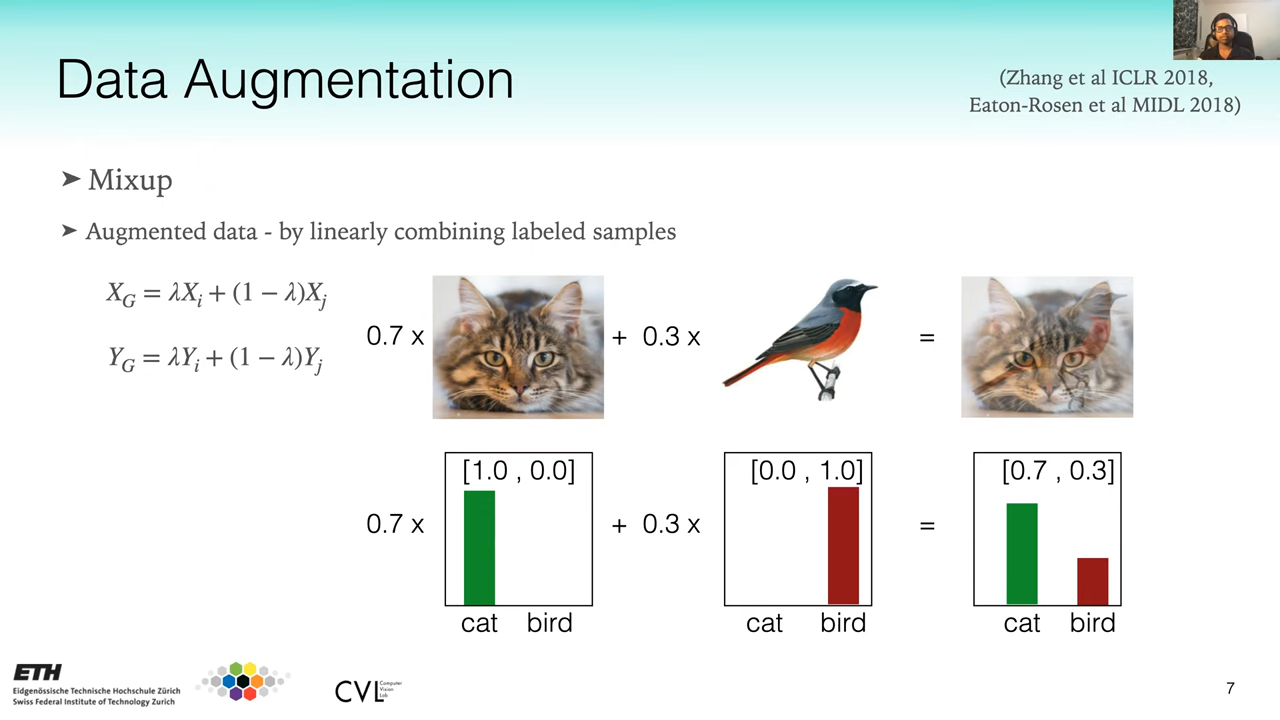 Data Augmentation
(Zhang et al ICLR 2018,
Eaton-Rosen et al MIDL 2018)
➤ Mixup
➤ Augmented data - by linearly combining labeled samples
X_G = λX_i + (1 − λ)X_j
Y_G = λY_i + (1 − λ)Y_j
0.7 x + 0.3 x =
[1.0 , 0.0] [0.0 , 1.0] [0.7 , 0.3]
0.7 x + 0.3 x =
cat bird cat bird cat bird
ETH
Eidgenössische Technische Hochschule Zürich
Swiss Federal Institute of Technology Zurich
CVL Computer Vision Lab
7